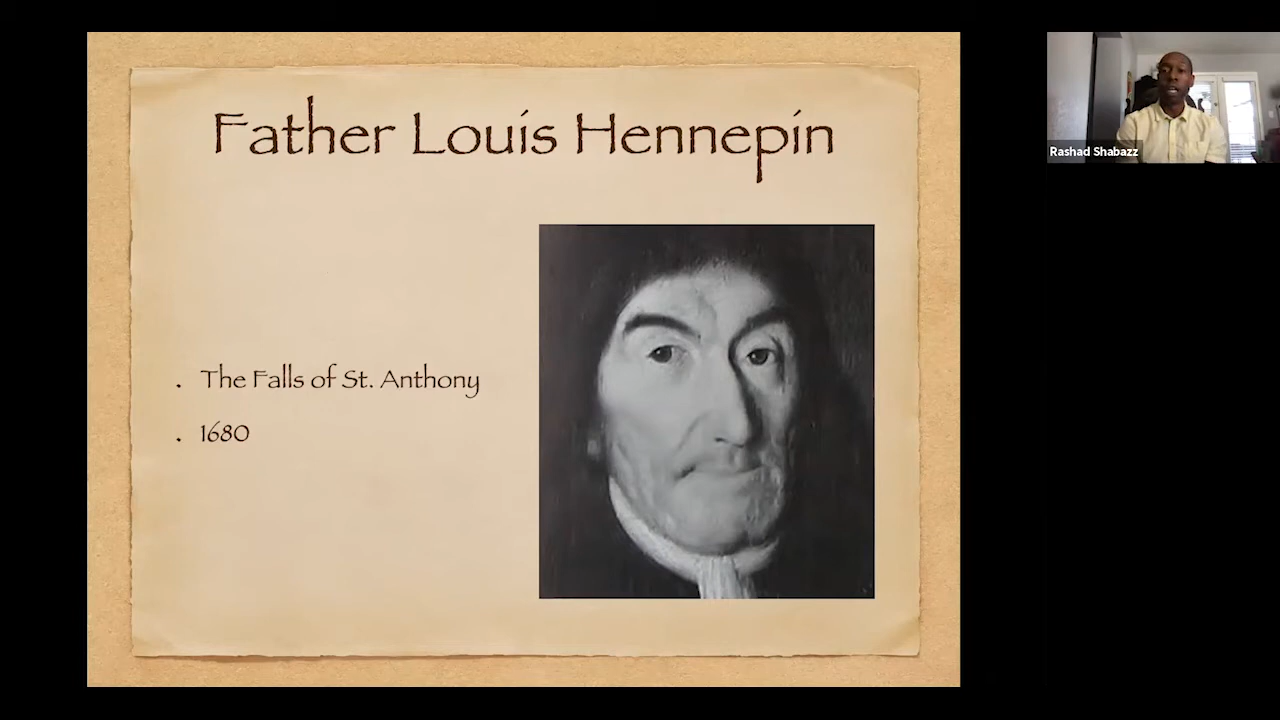 Father Louis Hennepin
. The Falls of St. Anthony
. 1680
Rashad Shabazz